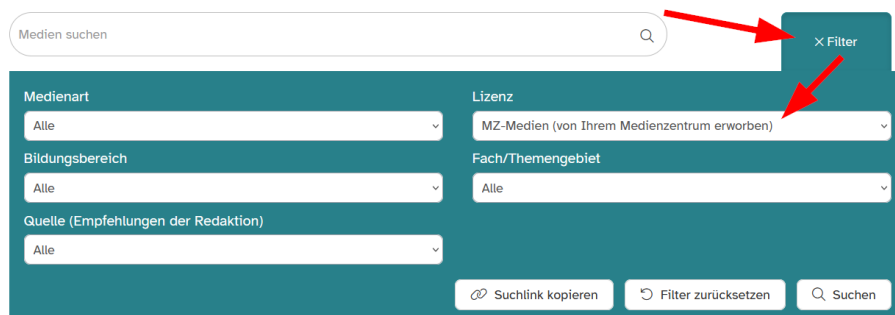 Medien suchen
× Filter
Medienart
Lizenz
Alle
MZ-Medien (von Ihrem Medienzentrum erworben)
Bildungsbereich
Fach/Themengebiet
Alle
Alle
Quelle (Empfehlungen der Redaktion)
Alle
Suchlink kopieren
Filter zurücksetzen
Suchen